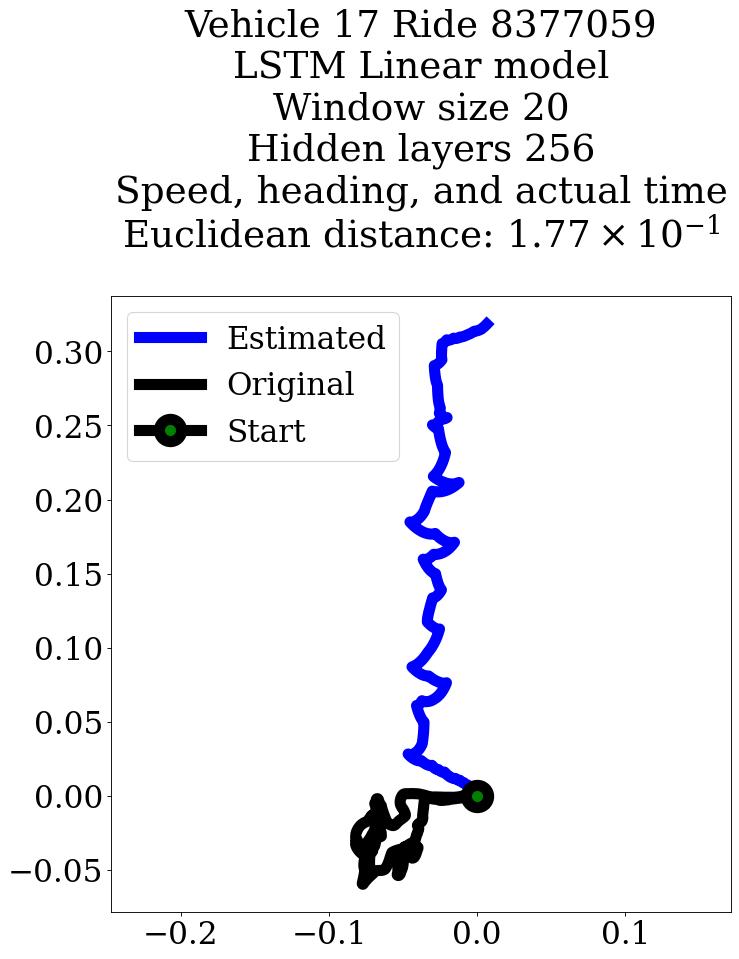 Vehicle 17 Ride 8377059
LSTM Linear model
Window size 20
Hidden layers 256
Speed, heading, and actual time
Euclidean distance: 1.77 × 10⁻¹
Estimated
Original
Start
0.30
0.25
0.20
0.15
0.10
0.05
0.00
−0.05
−0.2
−0.1
0.0
0.1